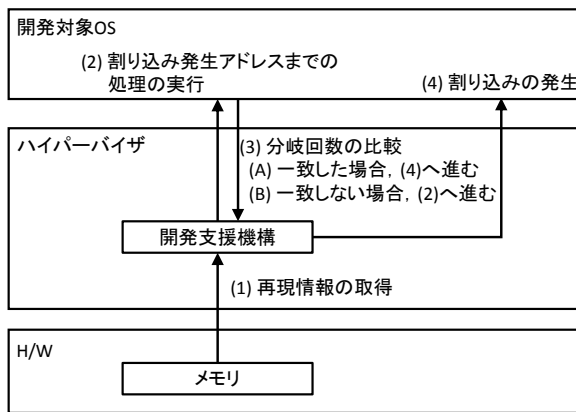 開発対象OS
(2) 割り込み発生アドレスまでの
処理の実行
(4) 割り込みの発生
ハイパーバイザ
(3) 分岐回数の比較
(A) 一致した場合, (4)へ進む
(B) 一致しない場合, (2)へ進む
開発支援機構
(1) 再現情報の取得
H/W
メモリ